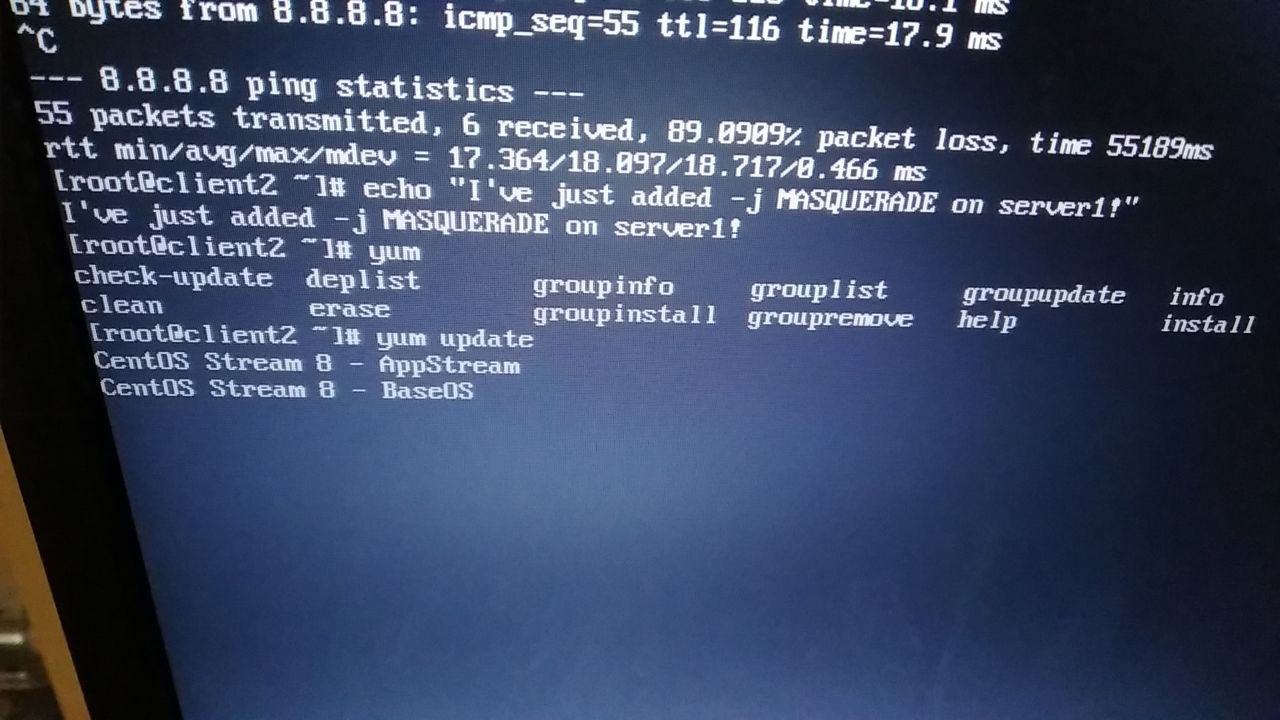 64 bytes from 8.8.8.8: icmp_seq=55 ttl=116 time=17.9 ms
^C
--- 8.8.8.8 ping statistics ---
55 packets transmitted, 6 received, 89.0909% packet loss, time 55189ms
rtt min/avg/max/mdev = 17.364/18.097/18.717/0.466 ms
[root@client2 ~]# echo "I've just added -j MASQUERADE on server1!"
I've just added -j MASQUERADE on server1!
[root@client2 ~]# yum
check-update deplist groupinfo grouplist groupupdate info
clean erase groupinstall groupremove help install
[root@client2 ~]# yum update
CentOS Stream 8 - AppStream
CentOS Stream 8 - BaseOS